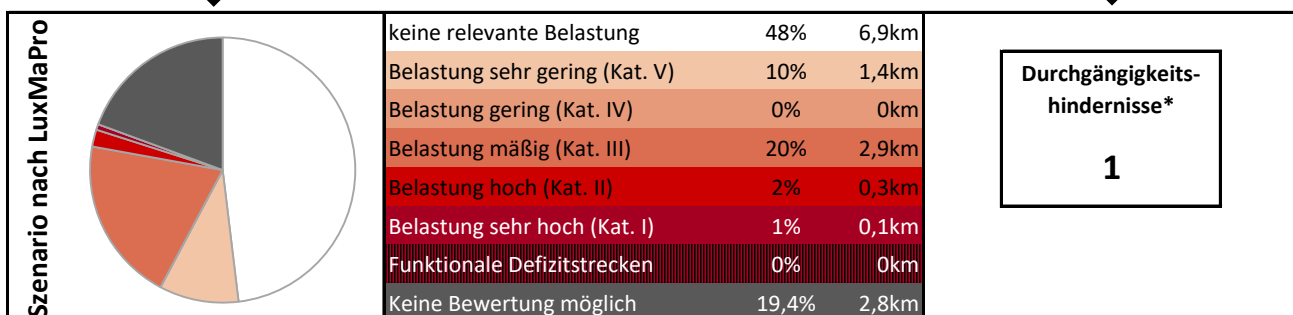 Szenario nach LuxMaPro
keine relevante Belastung 48% 6,9km
Belastung sehr gering (Kat. V) 10% 1,4km
Belastung gering (Kat. IV) 0% 0km
Belastung mäßig (Kat. III) 20% 2,9km
Belastung hoch (Kat. II) 2% 0,3km
Belastung sehr hoch (Kat. I) 1% 0,1km
Funktionale Defizitstrecken 0% 0km
Keine Bewertung möglich 19,4% 2,8km
Durchgängigkeits-
hindernisse*
1